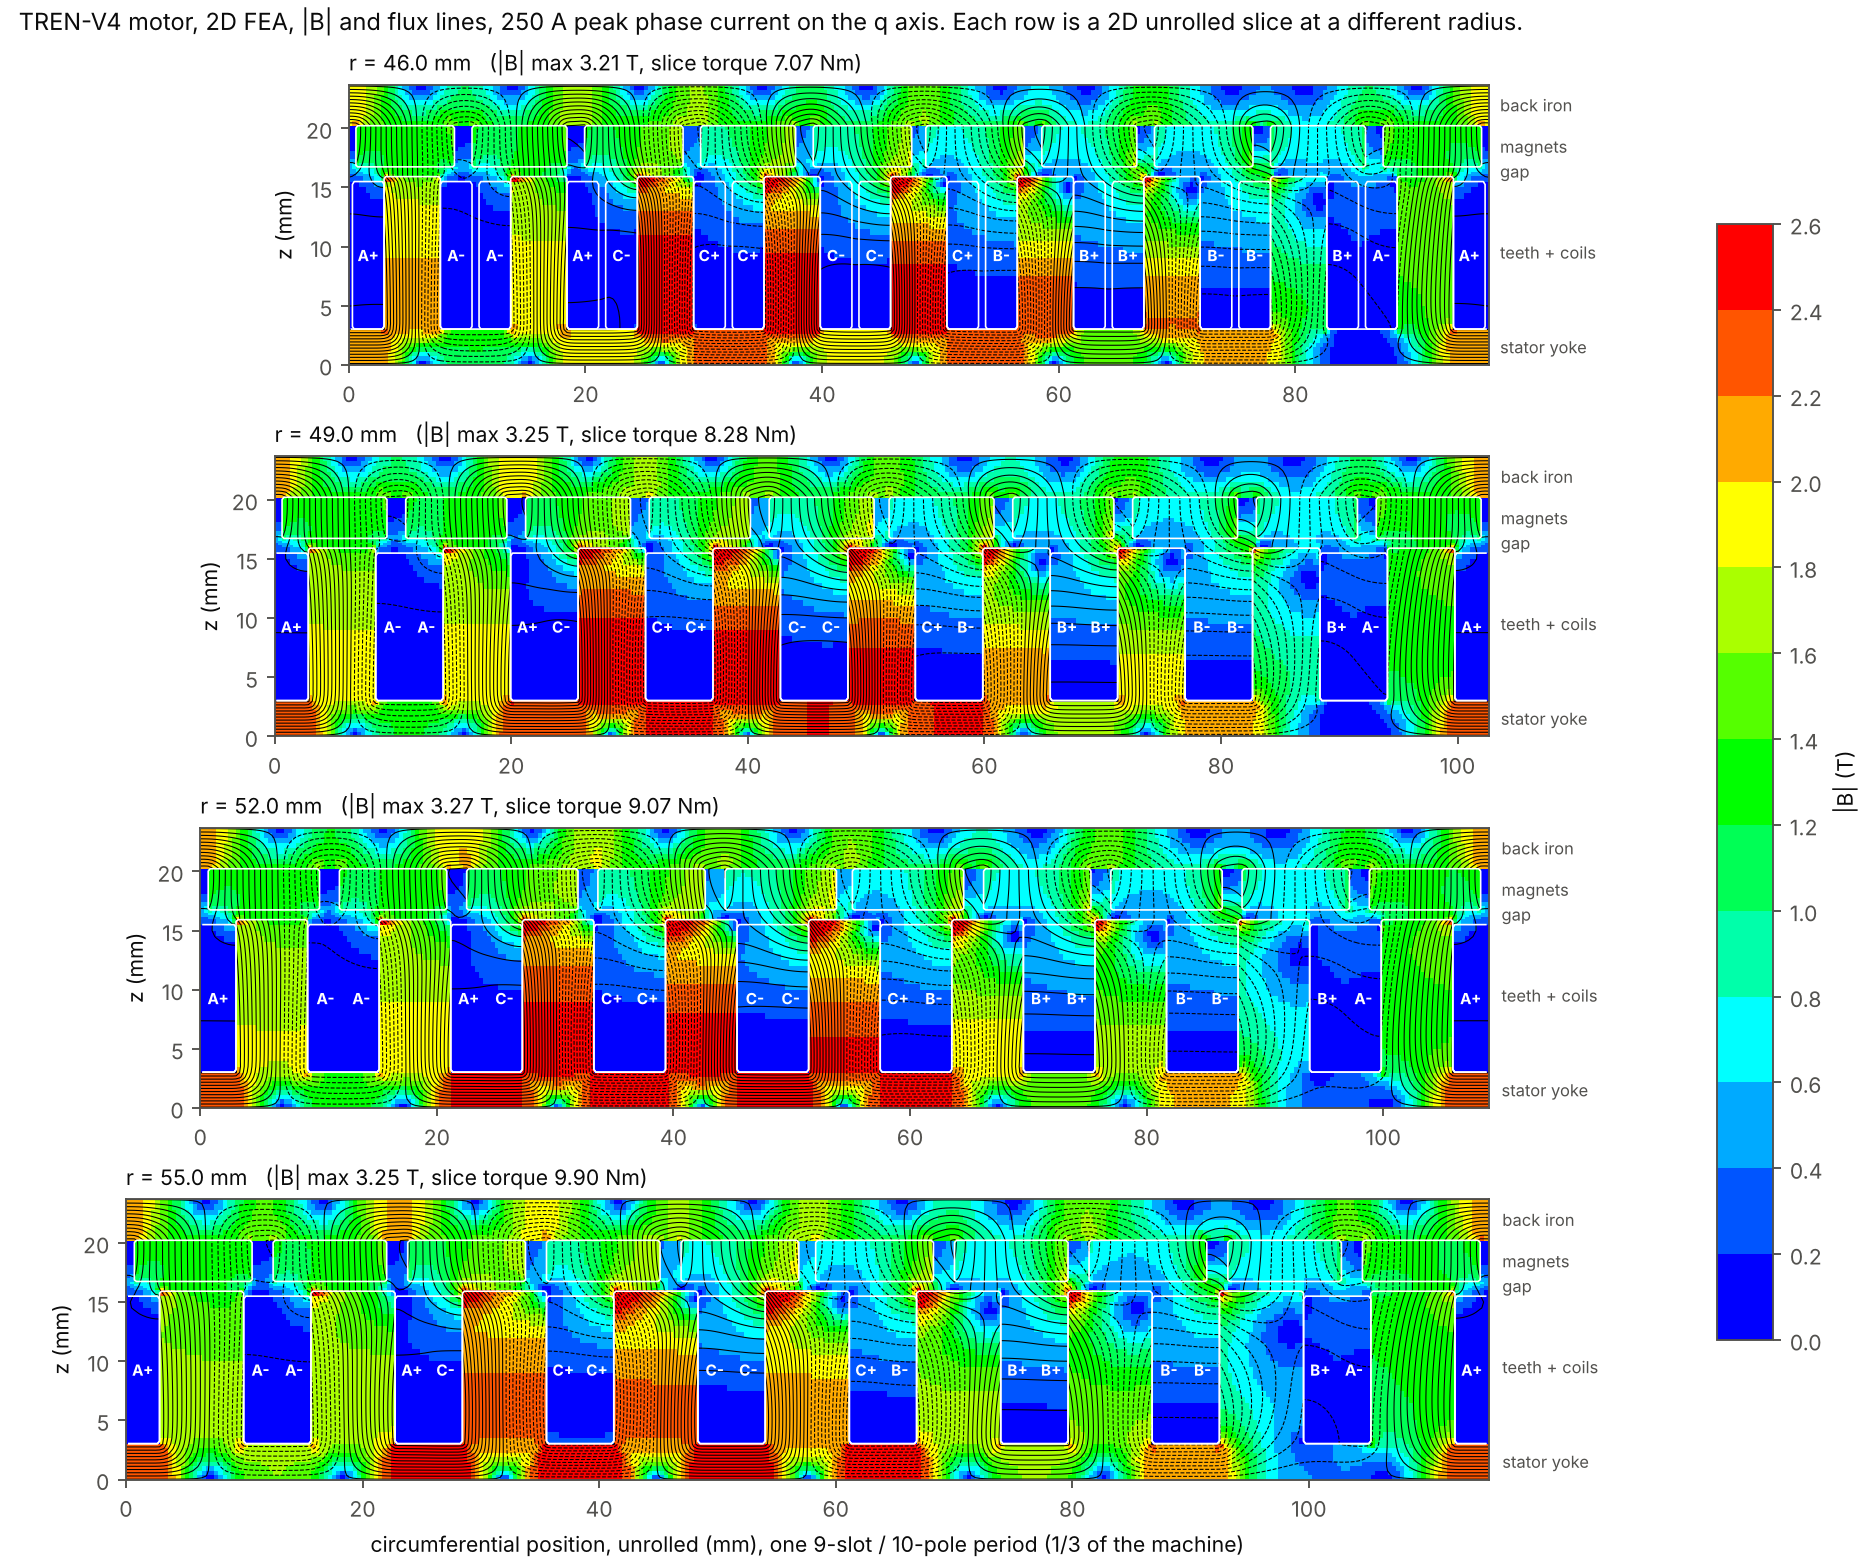 TREN-V4 motor, 2D FEA, |B| and flux lines, 250 A peak phase current on the q axis. Each row is a 2D unrolled slice at a different radius.
r = 46.0 mm (|B| max 3.21 T, slice torque 7.07 Nm)
back iron
magnets
gap
teeth + coils
stator yoke
z (mm)
20
15
10
5
0
A+ A- A- A+ C- C+ C+ C- C- C+ B- B+ B+ B- B- B+ A- A+
0 20 40 60 80
r = 49.0 mm (|B| max 3.25 T, slice torque 8.28 Nm)
back iron
magnets
gap
teeth + coils
stator yoke
z (mm)
20
15
10
5
0
A+ A- A- A+ C- C+ C+ C- C- C+ B- B+ B+ B- B- B+ A- A+
0 20 40 60 80 100
r = 52.0 mm (|B| max 3.27 T, slice torque 9.07 Nm)
back iron
magnets
gap
teeth + coils
stator yoke
z (mm)
20
15
10
5
0
A+ A- A- A+ C- C+ C+ C- C- C+ B- B+ B+ B- B- B+ A- A+
0 20 40 60 80 100
r = 55.0 mm (|B| max 3.25 T, slice torque 9.90 Nm)
back iron
magnets
gap
teeth + coils
stator yoke
z (mm)
20
15
10
5
0
A+ A- A- A+ C- C+ C+ C- C- C+ B- B+ B+ B- B- B+ A- A+
0 20 40 60 80 100
circumferential position, unrolled (mm), one 9-slot / 10-pole period (1/3 of the machine)
2.6
2.4
2.2
2.0
1.8
1.6
1.4
1.2
1.0
0.8
0.6
0.4
0.2
0.0
|B| (T)